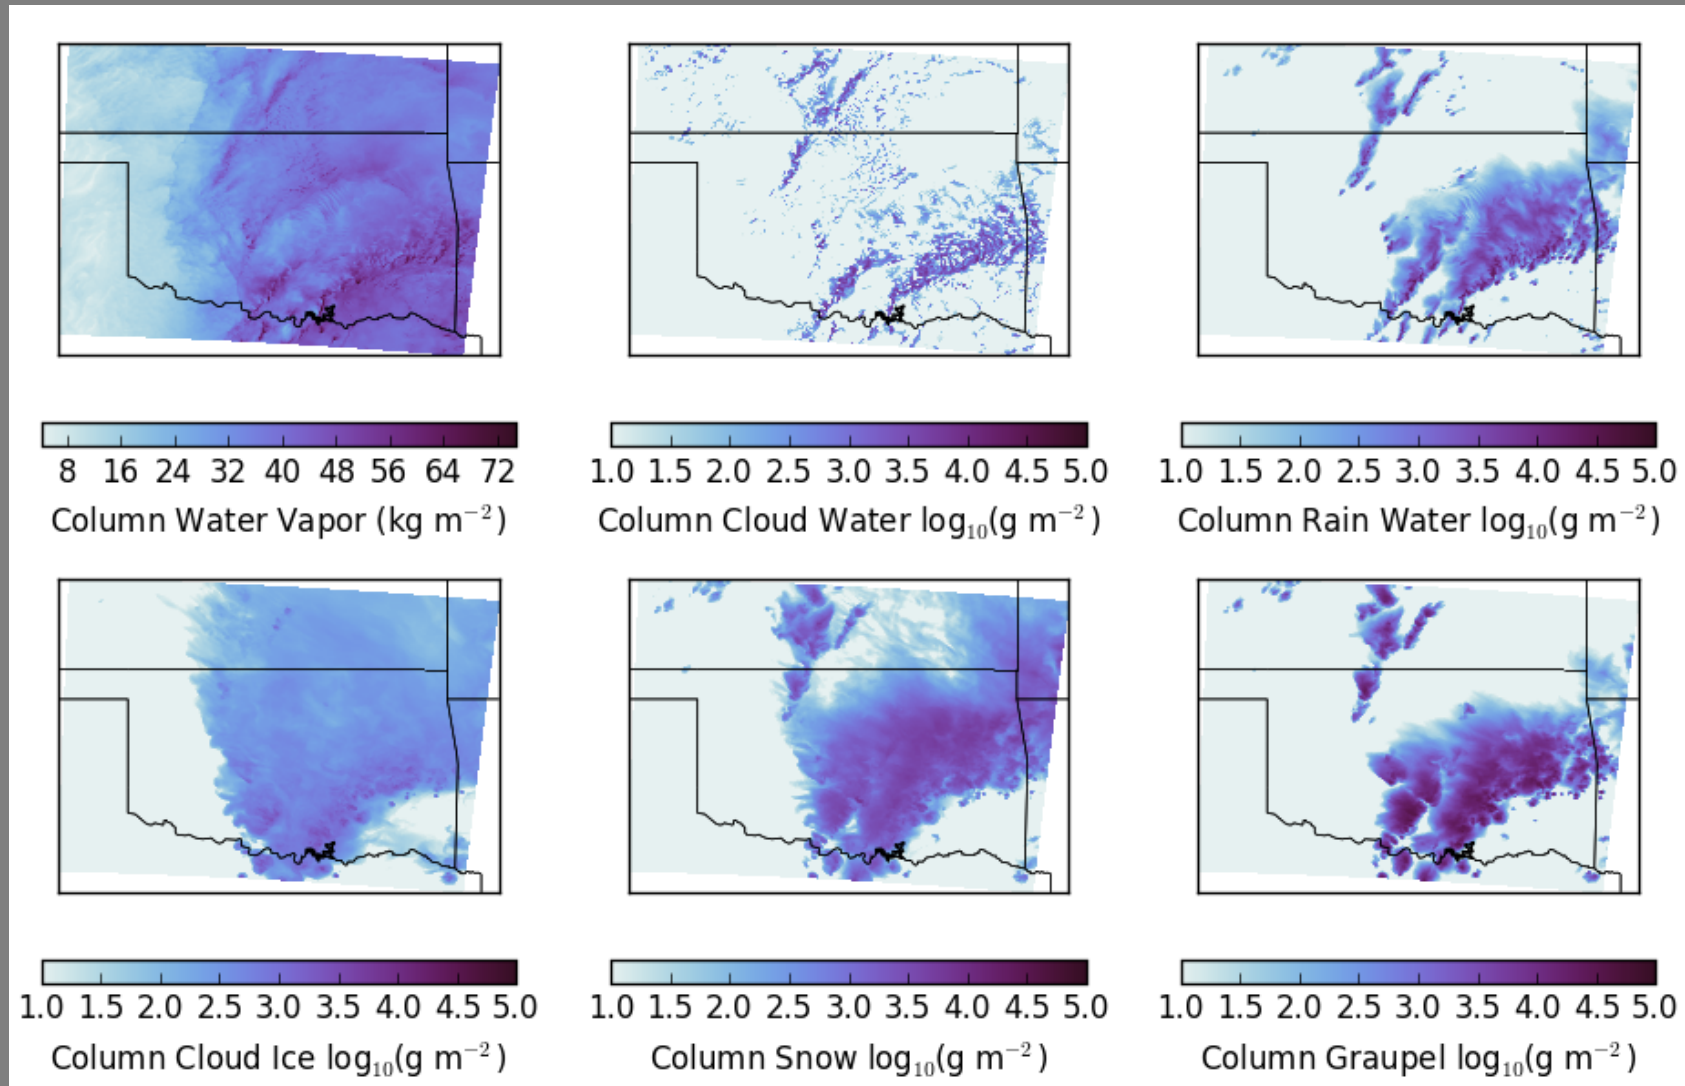 8 16 24 32 40 48 56 64 72
Column Water Vapor (kg m⁻²)
1.0 1.5 2.0 2.5 3.0 3.5 4.0 4.5 5.0
Column Cloud Water log₁₀(g m⁻²)
1.0 1.5 2.0 2.5 3.0 3.5 4.0 4.5 5.0
Column Rain Water log₁₀(g m⁻²)
1.0 1.5 2.0 2.5 3.0 3.5 4.0 4.5 5.0
Column Cloud Ice log₁₀(g m⁻²)
1.0 1.5 2.0 2.5 3.0 3.5 4.0 4.5 5.0
Column Snow log₁₀(g m⁻²)
1.0 1.5 2.0 2.5 3.0 3.5 4.0 4.5 5.0
Column Graupel log₁₀(g m⁻²)